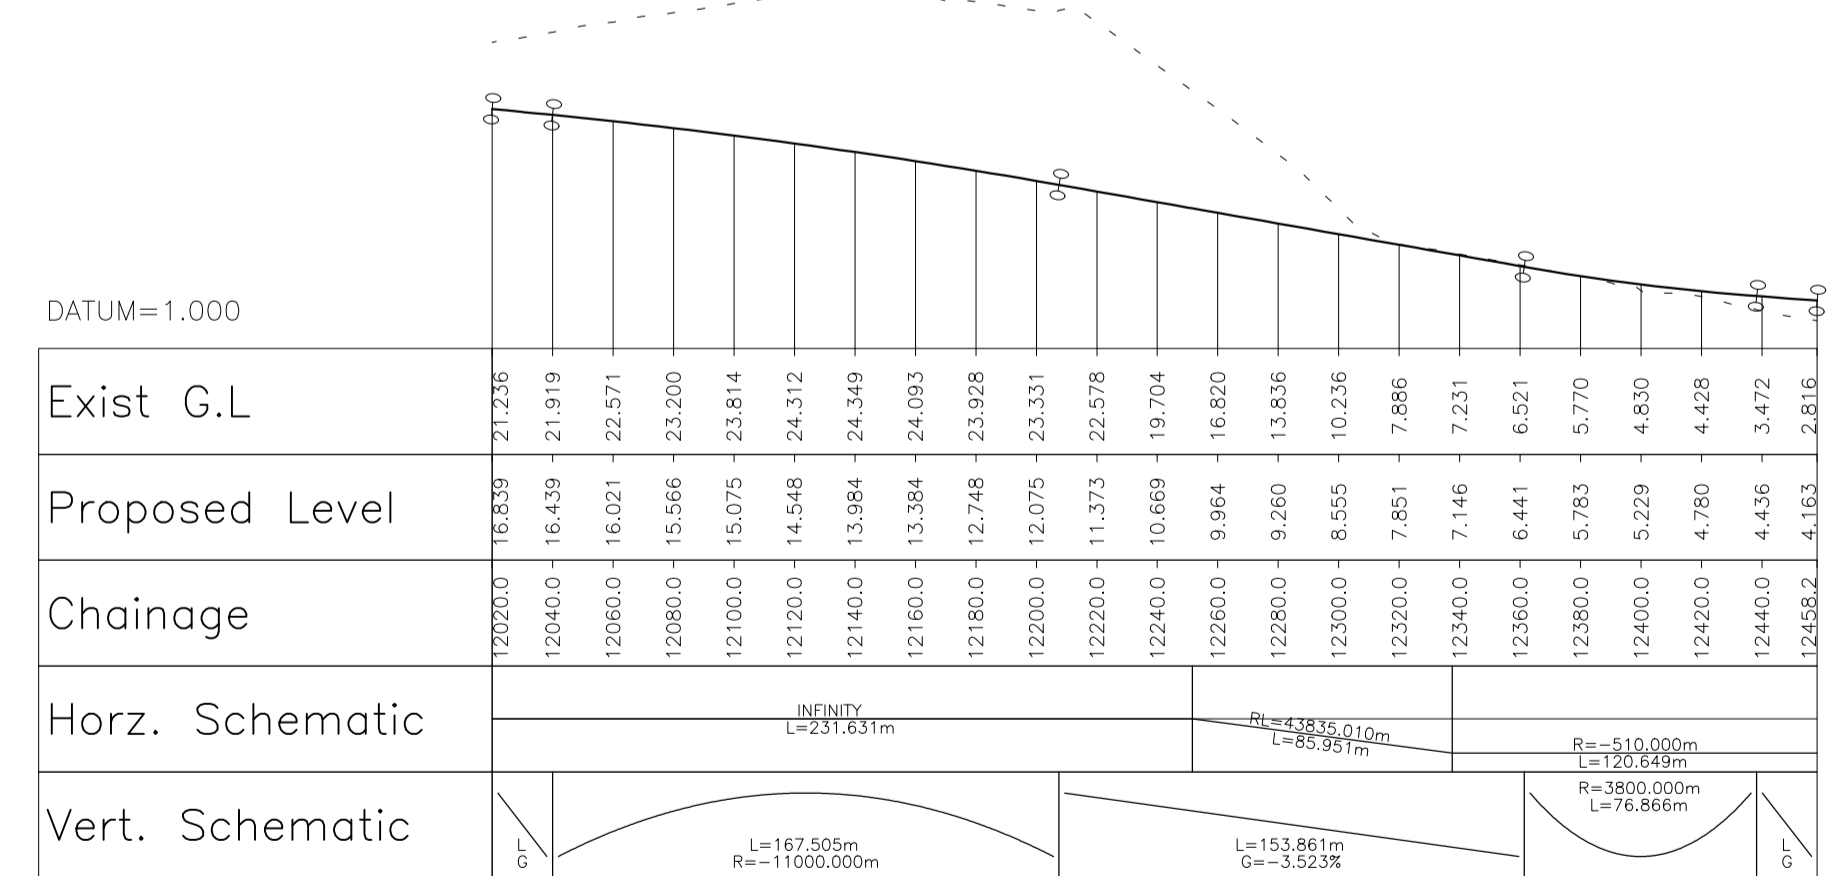 DATUM=1.000
Exist G.L
21.236 21.919 22.571 23.200 23.814 24.312 24.349 24.093 23.928 23.331 22.578 19.704 16.820 13.836 10.236 7.886 7.231 6.521 5.770 4.830 4.428 3.472 2.816
Proposed Level
16.839 16.439 16.021 15.566 15.075 14.548 13.984 13.384 12.748 12.075 11.373 10.669 9.964 9.260 8.555 7.851 7.146 6.441 5.783 5.229 4.780 4.436 4.163
Chainage
12020.0 12040.0 12060.0 12080.0 12100.0 12120.0 12140.0 12160.0 12180.0 12200.0 12220.0 12240.0 12260.0 12280.0 12300.0 12320.0 12340.0 12360.0 12380.0 12400.0 12420.0 12440.0 12458.2
Horz. Schematic
INFINITY
L=231.631m
RL=43835.010m
L=85.951m
R=-510.000m
L=120.649m
Vert. Schematic
L
G
L=167.505m
R=-11000.000m
L=153.861m
G=-3.523%
R=3800.000m
L=76.866m
L
G